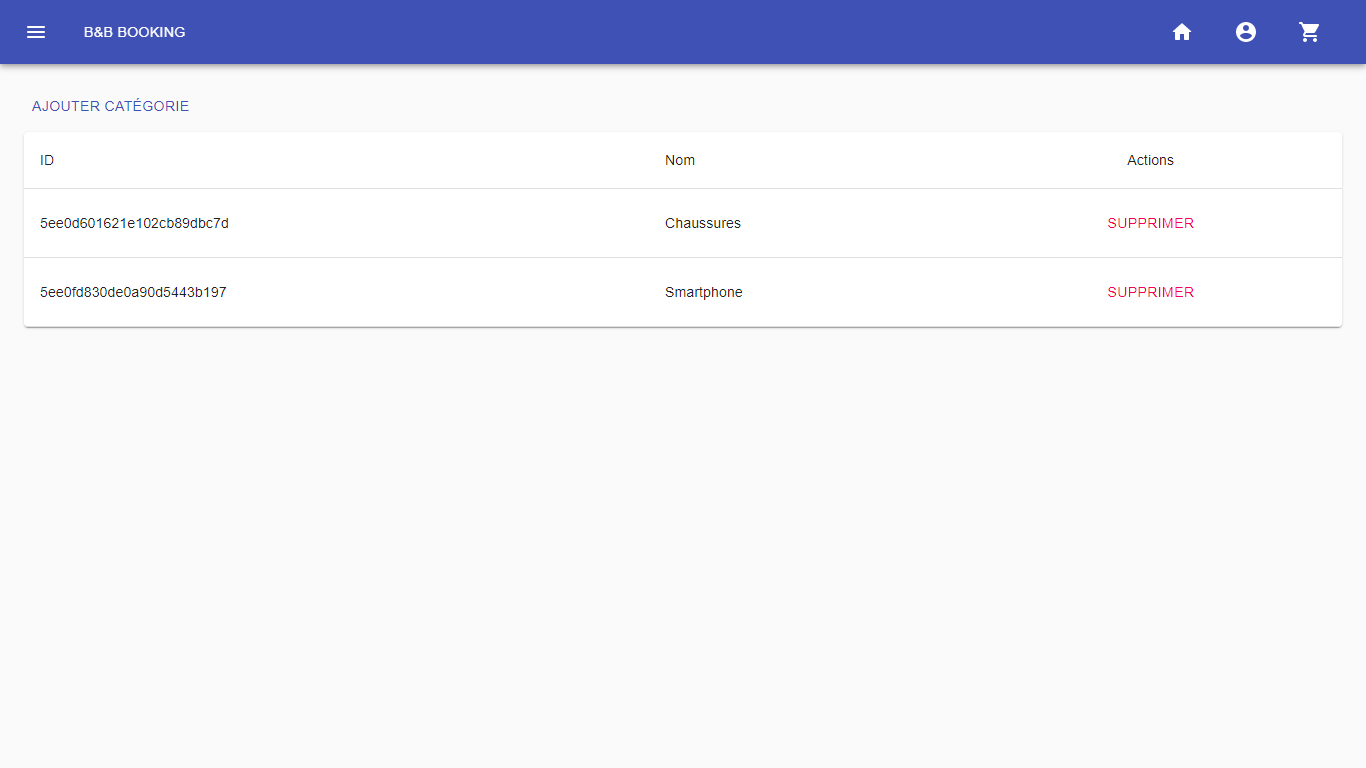 B&B BOOKING
AJOUTER CATÉGORIE
ID Nom Actions
5ee0d601621e102cb89dbc7d Chaussures SUPPRIMER
5ee0fd830de0a90d5443b197 Smartphone SUPPRIMER